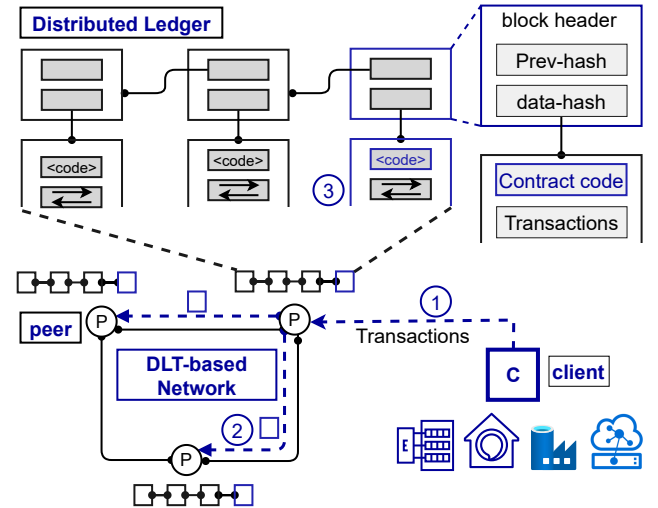 Distributed Ledger
block header
Prev-hash
data-hash
<code>
<code>
<code>
3
Contract code
Transactions
1
P
P
peer
Transactions
DLT-based
Network
C
client
2
P
E